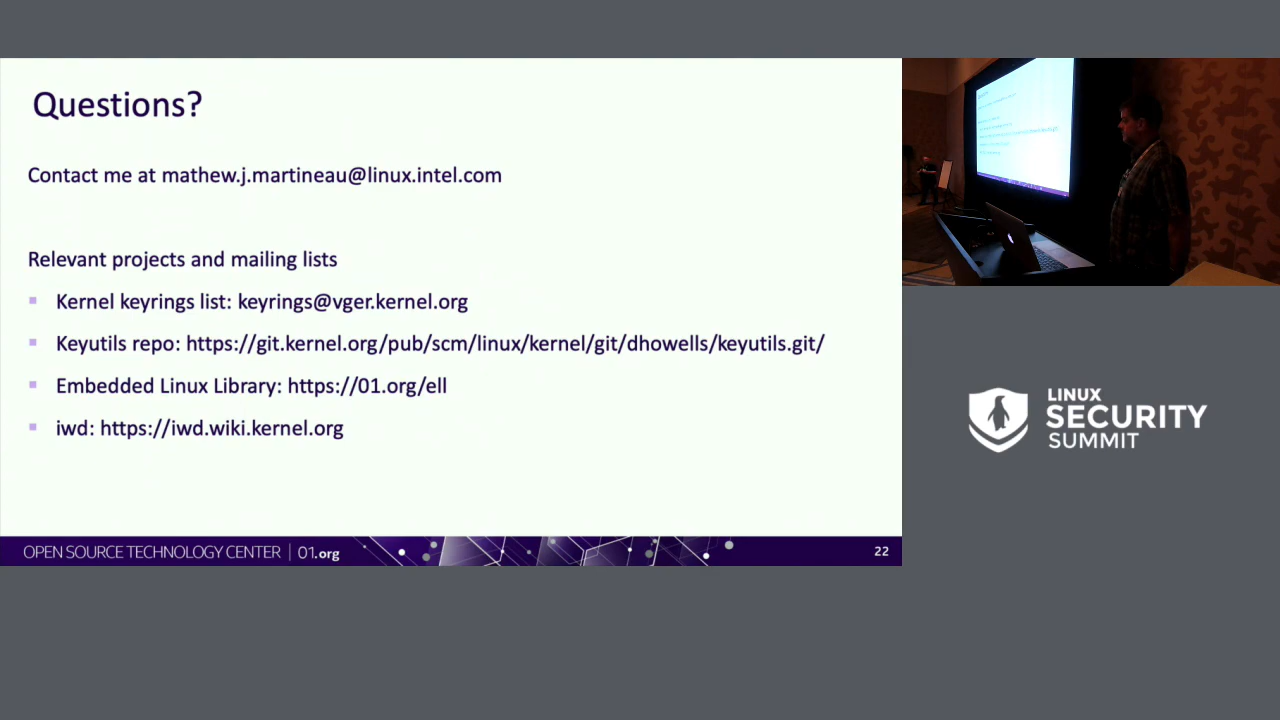 Questions?
Contact me at mathew.j.martineau@linux.intel.com
Relevant projects and mailing lists
Kernel keyrings list: keyrings@vger.kernel.org
Keyutils repo: https://git.kernel.org/pub/scm/linux/kernel/git/dhowells/keyutils.git/
Embedded Linux Library: https://01.org/ell
iwd: https://iwd.wiki.kernel.org
OPEN SOURCE TECHNOLOGY CENTER | 01.org
22
LINUX
SECURITY
SUMMIT